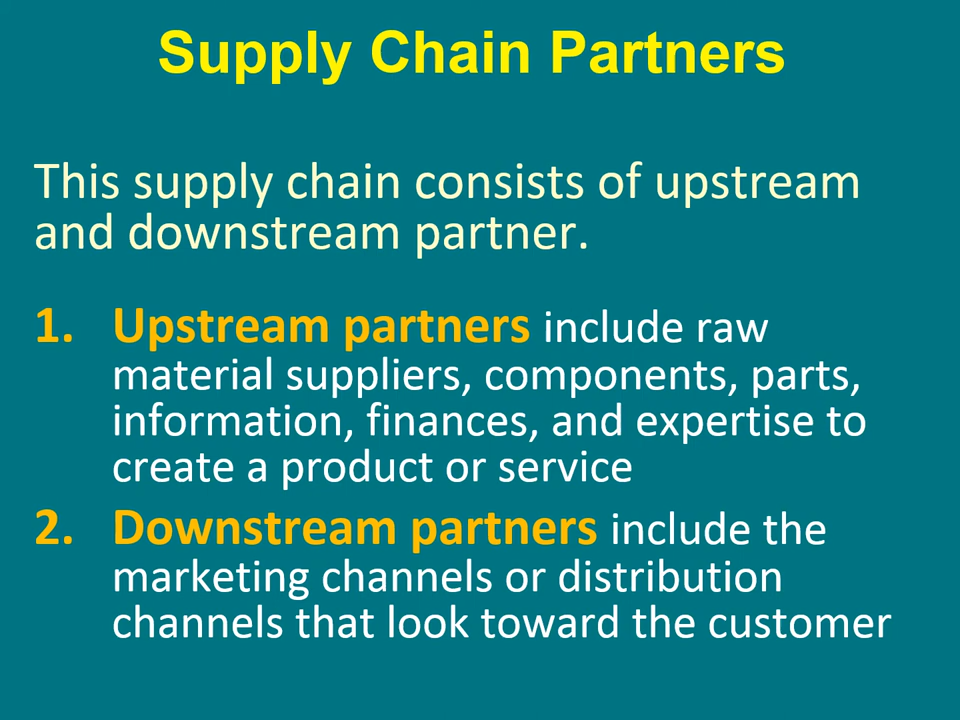 Supply Chain Partners
This supply chain consists of upstream
and downstream partner.
1. Upstream partners include raw
material suppliers, components, parts,
information, finances, and expertise to
create a product or service
2. Downstream partners include the
marketing channels or distribution
channels that look toward the customer